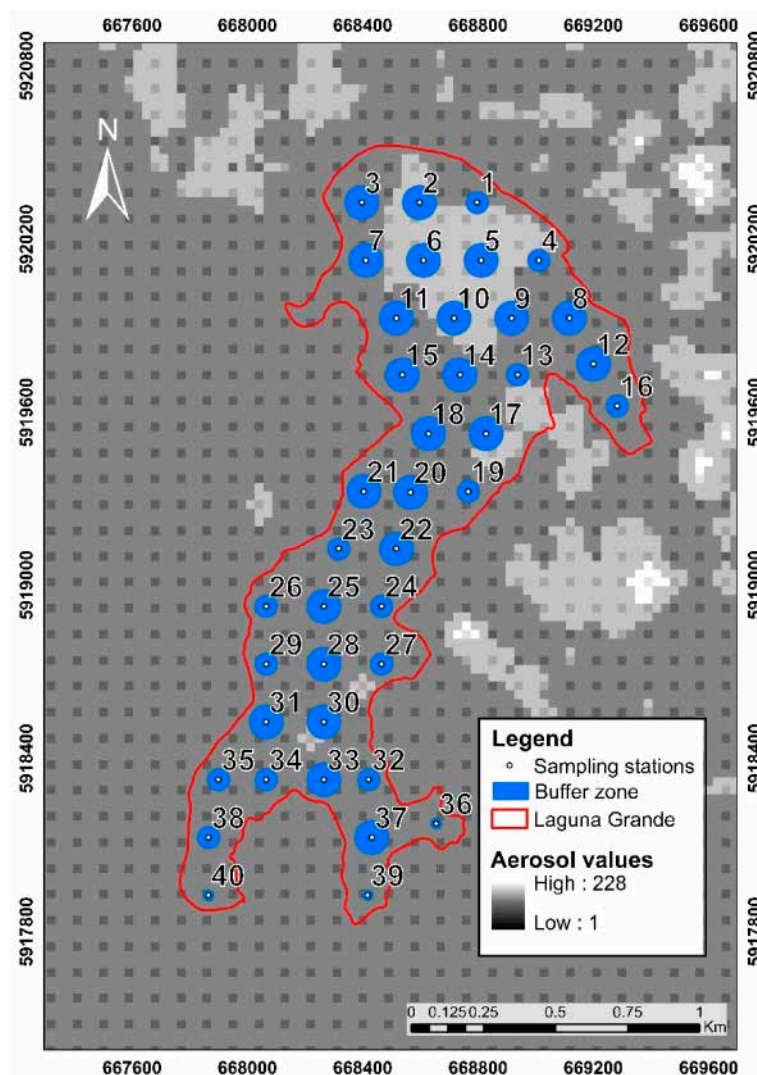 667600 668000 668400 668800 669200 669600
5920800 5920800
N
3 2 1
5920200 5920200
7 6 5 4
11 10 9 8
15 14 13 12
5919600 5919600
16
18 17
21 20 19
23 22
5919000 5919000
26 25 24
29 28 27
31 30
Legend
Sampling stations
Buffer zone
Laguna Grande
5918400 5918400
35 34 33 32
38 37 36
40 39
Aerosol values
High : 228
Low : 1
5917800 5917800
0 0.125 0.25 0.5 0.75 1
Km
667600 668000 668400 668800 669200 669600